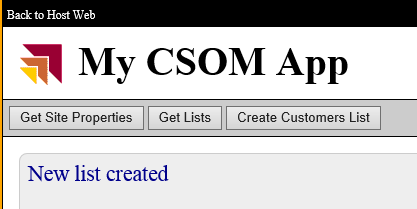 Back to Host Web
My CSOM App
Get Site Properties Get Lists Create Customers List
New list created